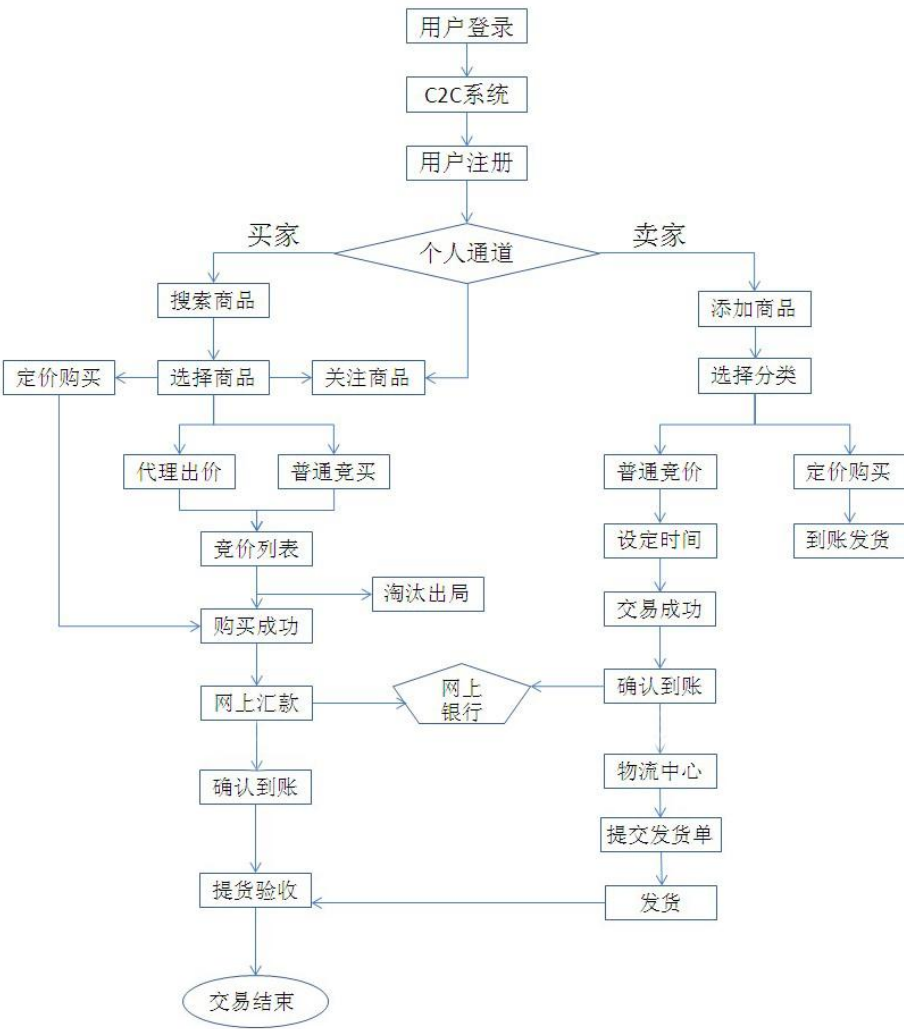 用户登录
C2C系统
用户注册
买家
个人通道
卖家
搜索商品
添加商品
定价购买
选择商品
关注商品
选择分类
代理出价
普通竞买
普通竞价
定价购买
竞价列表
设定时间
到账发货
淘汰出局
交易成功
购买成功
网上汇款
网上
银行
确认到账
确认到账
物流中心
提交发货单
提货验收
发货
交易结束